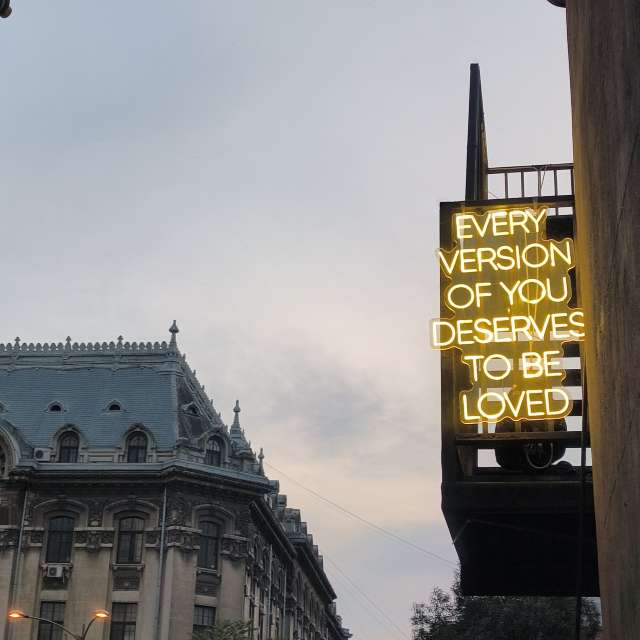 EVERY
VERSION
OF YOU
DESERVES
TO BE
LOVED